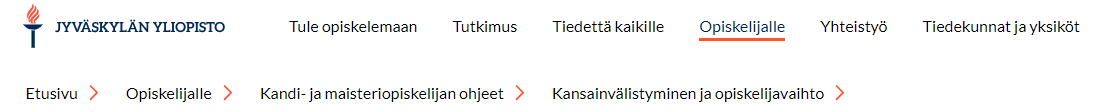 JYVÄSKYLÄN YLIOPISTO Tule opiskelemaan Tutkimus Tiedettä kaikille Opiskelijalle Yhteistyö Tiedekunnat ja yksiköt
Etusivu Opiskelijalle Kandi- ja maisteriopiskelijan ohjeet Kansainvälistyminen ja opiskelijavaihto